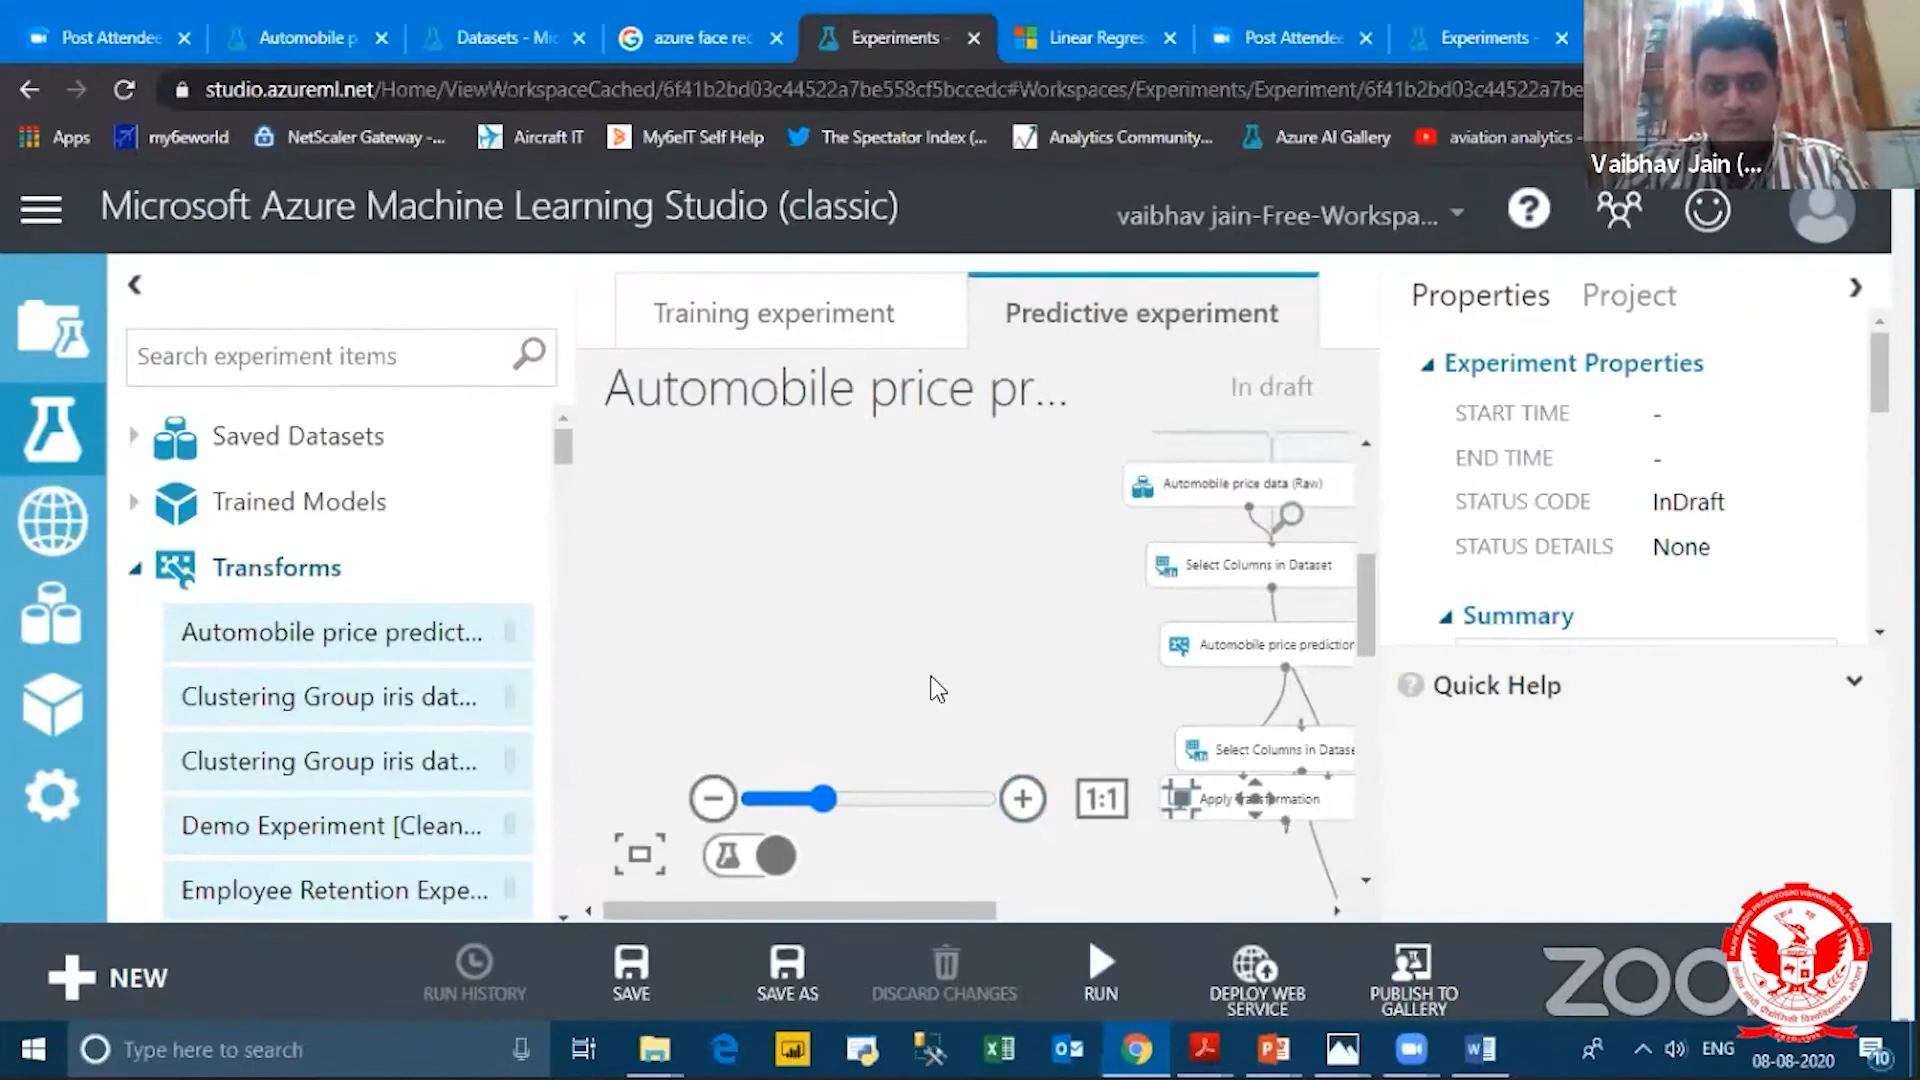 Post Attendee
Automobile p
Datasets - Mic
azure face rec
Experiments -
Linear Regres
Post Attendee
Experiments -
studio.azureml.net/Home/ViewWorkspaceCached/6f41b2bd03c44522a7be558cf5bccedc#Workspaces/Experiments/Experiment/6f41b2bd03c44522a7be
Apps
my6eworld
NetScaler Gateway -...
Aircraft IT
My6eIT Self Help
The Spectator Index (...
Analytics Community...
Azure AI Gallery
aviation analytics -
Vaibhav Jain (...
Microsoft Azure Machine Learning Studio (classic)
vaibhav jain-Free-Workspa...
Search experiment items
Saved Datasets
Trained Models
Transforms
Automobile price predict...
Clustering Group iris dat...
Clustering Group iris dat...
Demo Experiment [Clean...
Employee Retention Expe...
Training experiment
Predictive experiment
Automobile price pr...
In draft
Automobile price data (Raw)
Select Columns in Dataset
Automobile price prediction
Select Columns in Datase
Apply Transformation
1:1
Properties
Project
Experiment Properties
START TIME -
END TIME -
STATUS CODE InDraft
STATUS DETAILS None
Summary
Quick Help
NEW
RUN HISTORY
SAVE
SAVE AS
DISCARD CHANGES
RUN
DEPLOY WEB
SERVICE
PUBLISH TO
GALLERY
Type here to search
ENG
08-08-2020
10